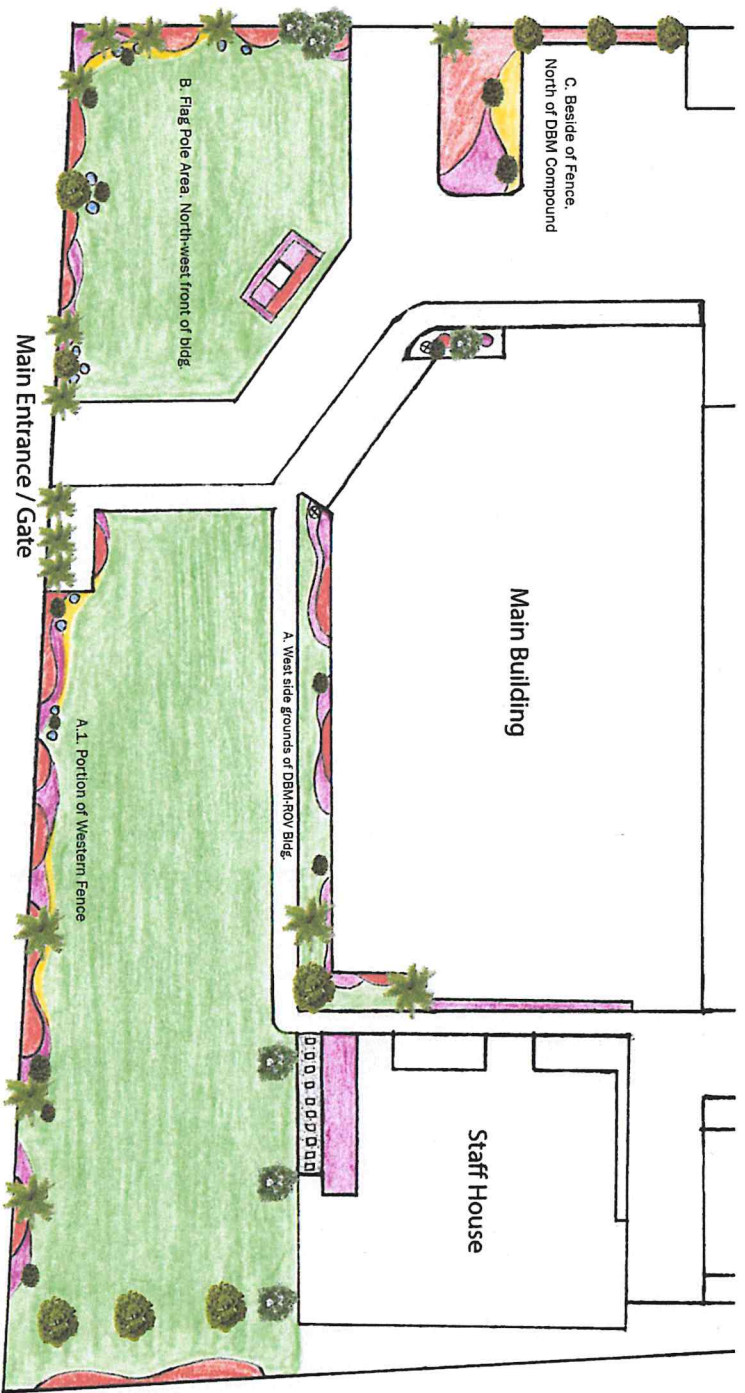 C. Beside of Fence,
North of DBM Compound
B. Flag Pole Area, North-west front of bldg.
Main Entrance / Gate
Main Building
A. West side grounds of DBM-ROV Bldg.
A.1. Portion of Western Fence
Staff House